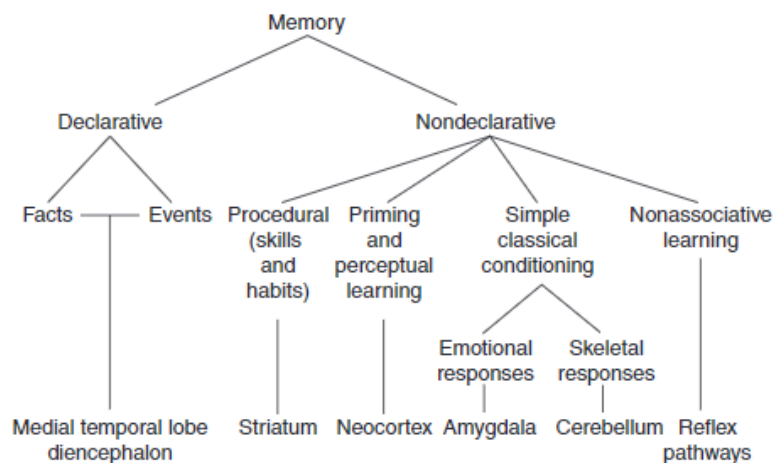 Memory
Declarative
Nondeclarative
Facts
Events
Procedural
(skills
and
habits)
Priming
and
perceptual
learning
Simple
classical
conditioning
Nonassociative
learning
Emotional
responses
Skeletal
responses
Medial temporal lobe
diencephalon
Striatum
Neocortex
Amygdala
Cerebellum
Reflex
pathways